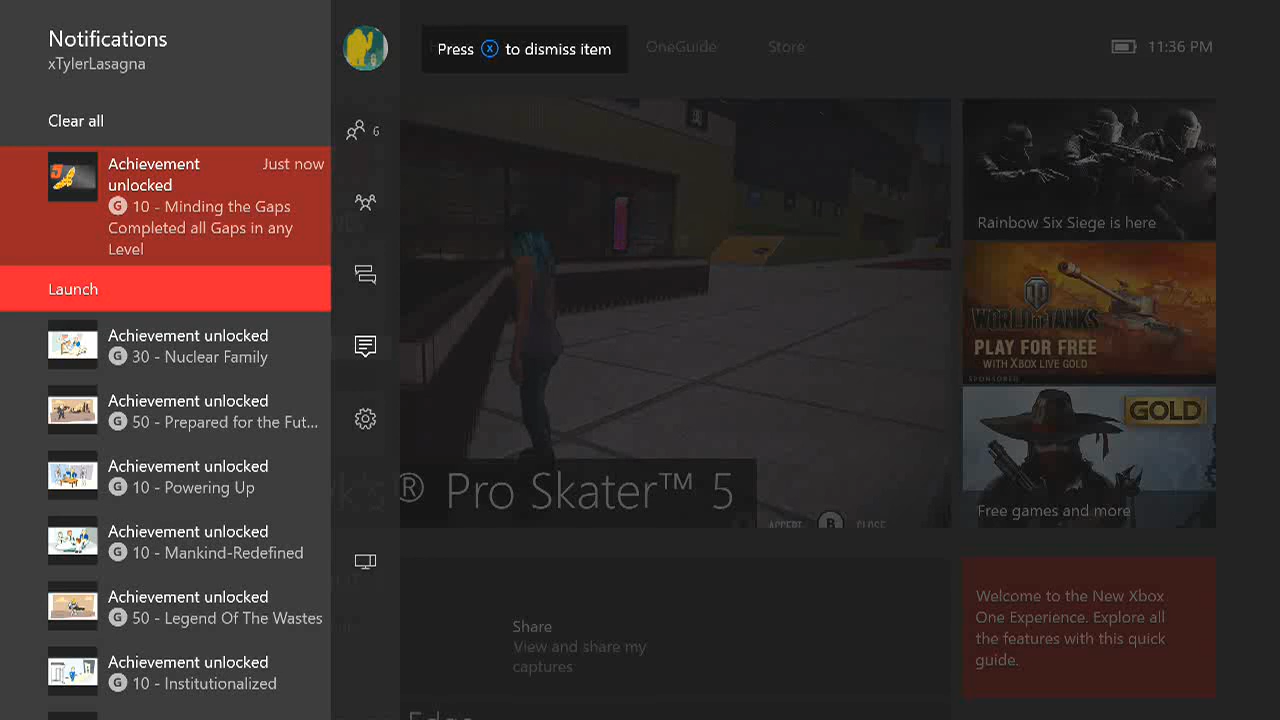 Notifications
xTylerLasagna
Clear all
Achievement unlocked
Just now
G 10 - Minding the Gaps
Completed all Gaps in any
Level
Launch
Achievement unlocked
G 30 - Nuclear Family
Achievement unlocked
G 50 - Prepared for the Fut...
Achievement unlocked
G 10 - Powering Up
Achievement unlocked
G 10 - Mankind-Redefined
Achievement unlocked
G 50 - Legend Of The Wastes
Achievement unlocked
G 10 - Institutionalized
6
Press X to dismiss item
OneGuide
Store
11:36 PM
® Pro Skater™ 5
ACCEPT B CLOSE
Rainbow Six Siege is here
WORLD OF TANKS
PLAY FOR FREE
WITH XBOX LIVE GOLD
SPONSORED
GOLD
Free games and more
Share
View and share my
captures
Welcome to the New Xbox
One Experience. Explore all
the features with this quick
guide.
Edge